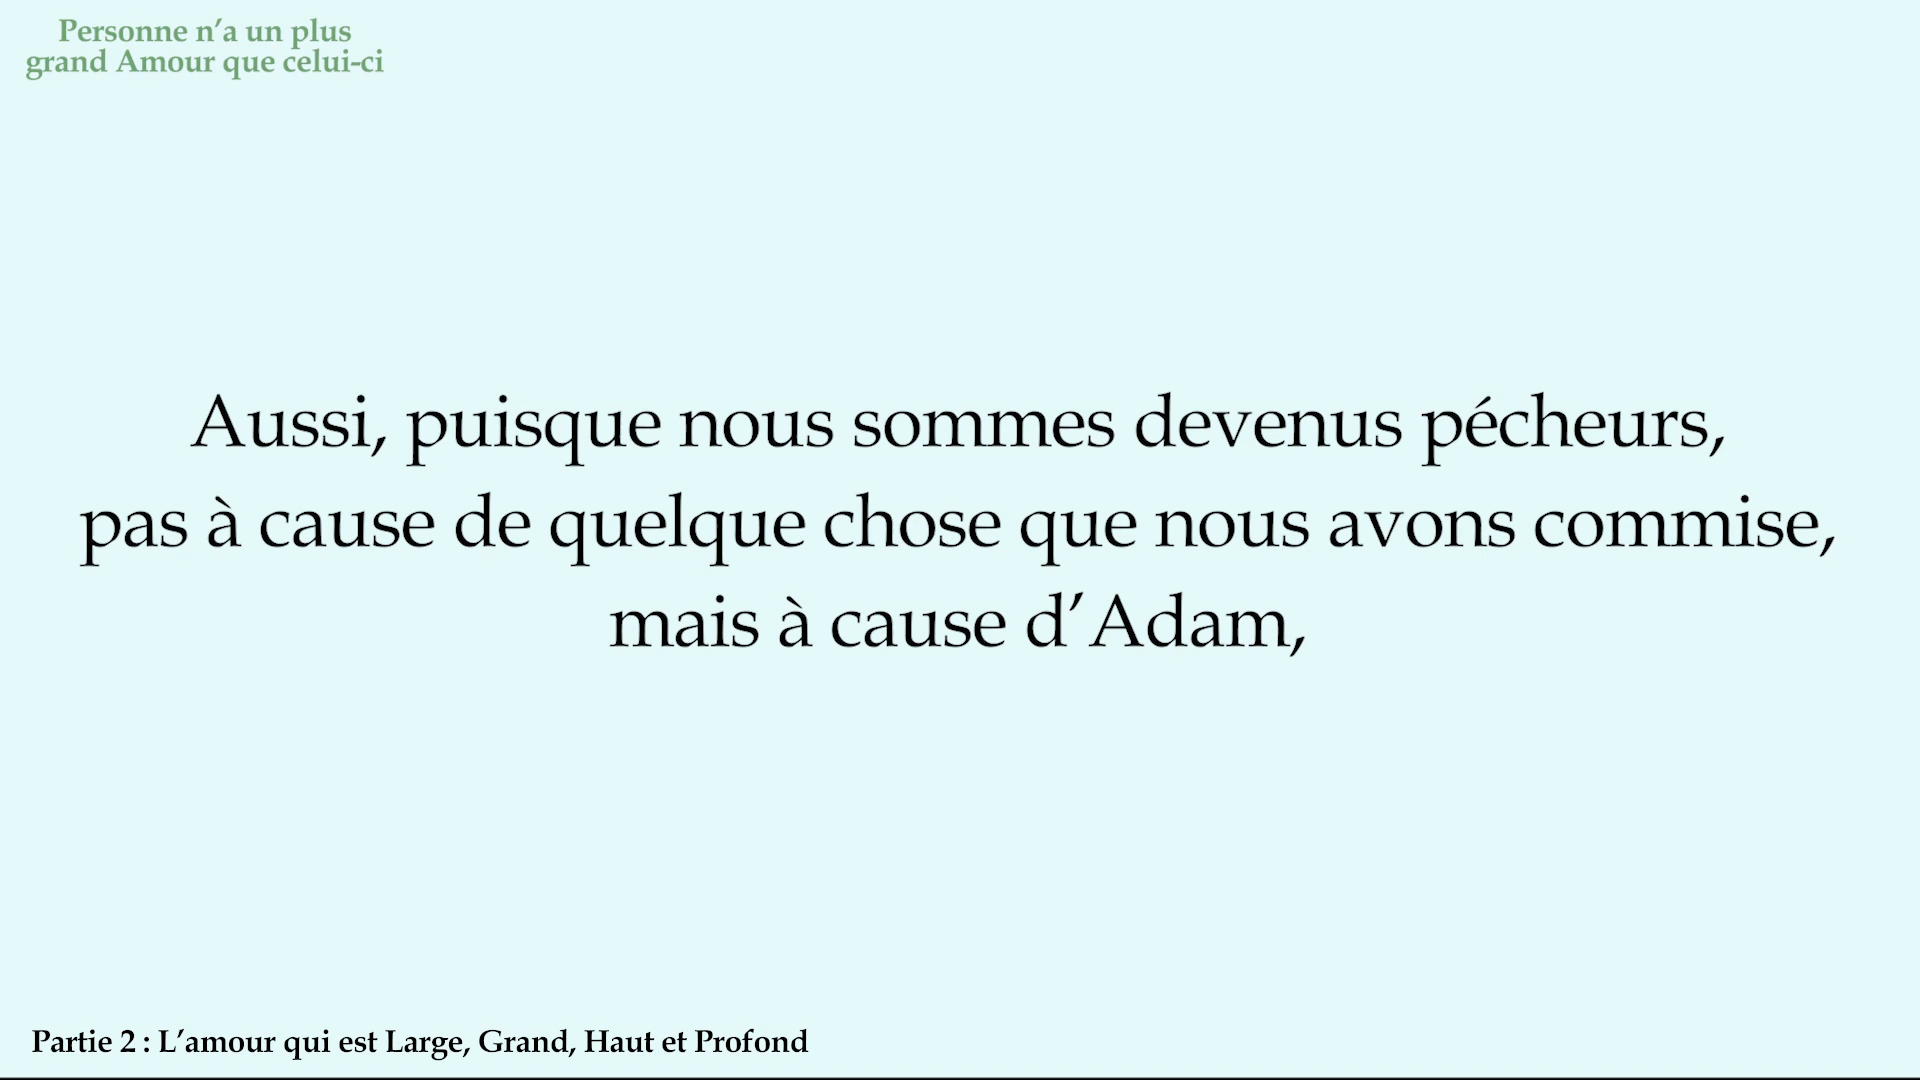 Personne n’a un plus
grand Amour que celui-ci
Aussi, puisque nous sommes devenus pécheurs,
pas à cause de quelque chose que nous avons commise,
mais à cause d’Adam,
Partie 2 : L’amour qui est Large, Grand, Haut et Profond